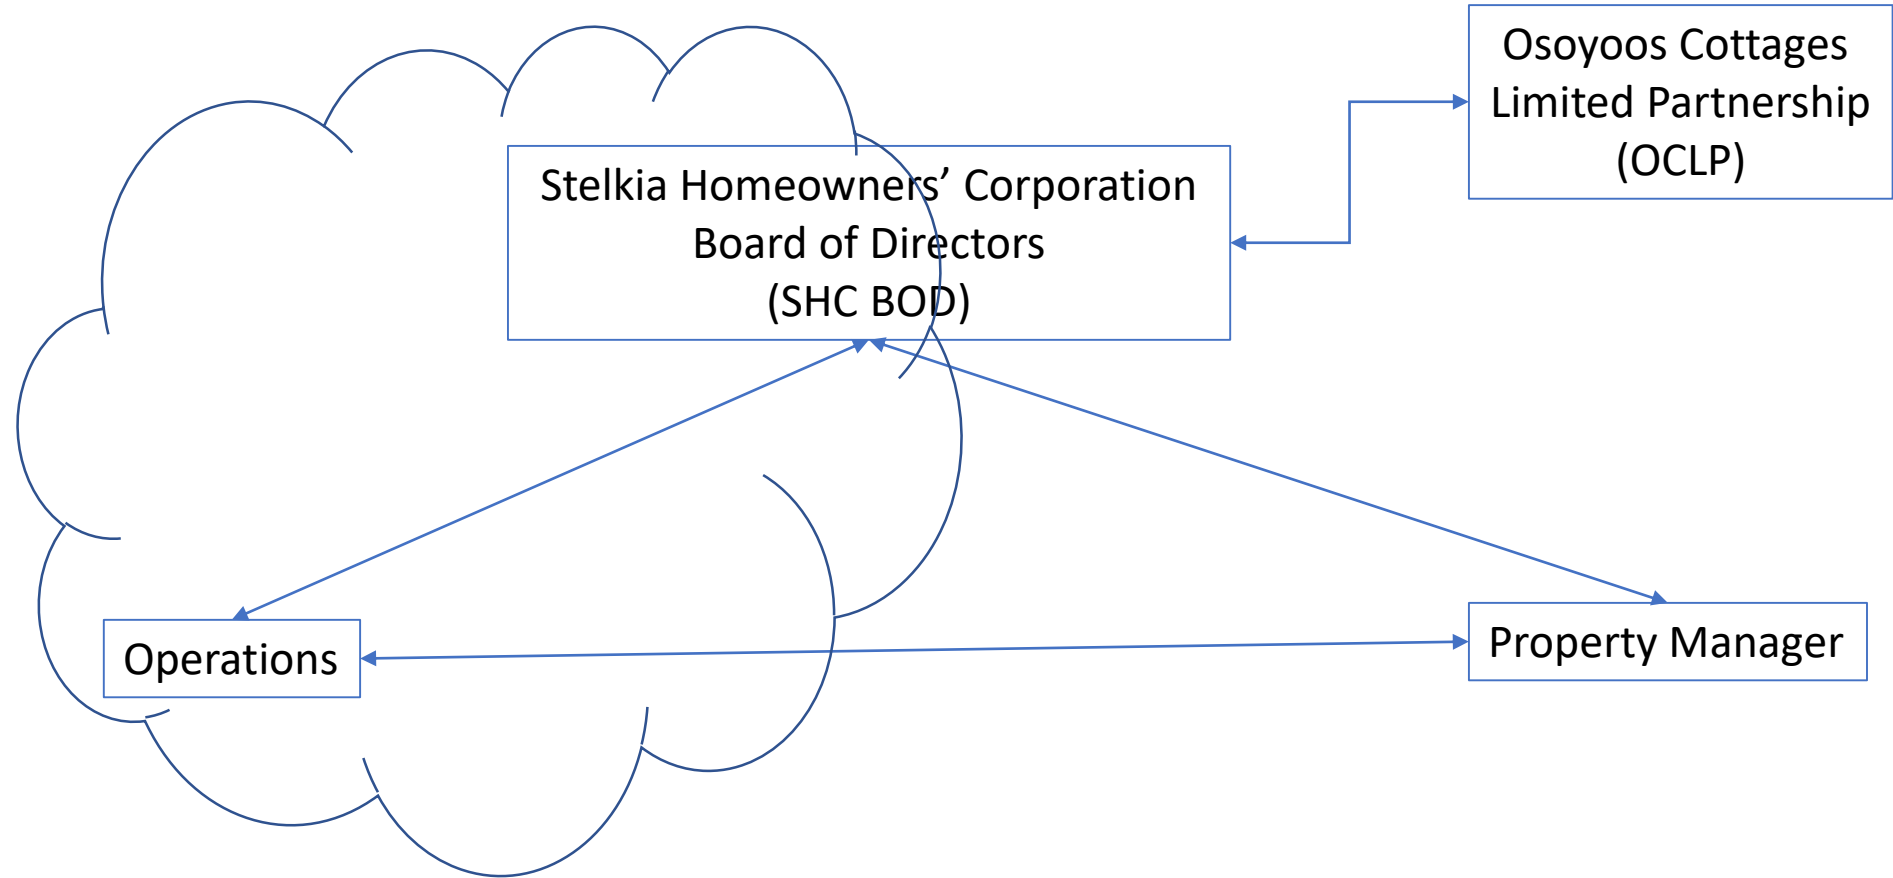 Osoyoos Cottages
Limited Partnership
(OCLP)
Stelkia Homeowners’ Corporation
Board of Directors
(SHC BOD)
Operations
Property Manager